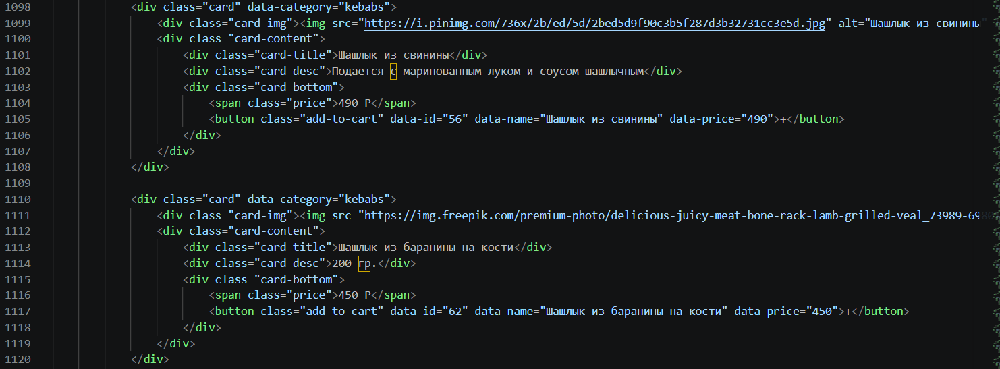 1098 <div class="card" data-category="kebabs">
1099 <div class="card-img"><img src="https://i.pinimg.com/736x/2b/ed/5d/2bed5d9f90c3b5f287d3b32731cc3e5d.jpg" alt="Шашлык из свинины"
1100 <div class="card-content">
1101 <div class="card-title">Шашлык из свинины</div>
1102 <div class="card-desc">Подается с маринованным луком и соусом шашлычным</div>
1103 <div class="card-bottom">
1104 <span class="price">490 ₽</span>
1105 <button class="add-to-cart" data-id="56" data-name="Шашлык из свинины" data-price="490">+</button>
1106 </div>
1107 </div>
1108 </div>
1109
1110 <div class="card" data-category="kebabs">
1111 <div class="card-img"><img src="https://img.freepik.com/premium-photo/delicious-juicy-meat-bone-rack-lamb-grilled-veal_73989-6980
1112 <div class="card-content">
1113 <div class="card-title">Шашлык из баранины на кости</div>
1114 <div class="card-desc">200 гр.</div>
1115 <div class="card-bottom">
1116 <span class="price">450 ₽</span>
1117 <button class="add-to-cart" data-id="62" data-name="Шашлык из баранины на кости" data-price="450">+</button>
1118 </div>
1119 </div>
1120 </div>